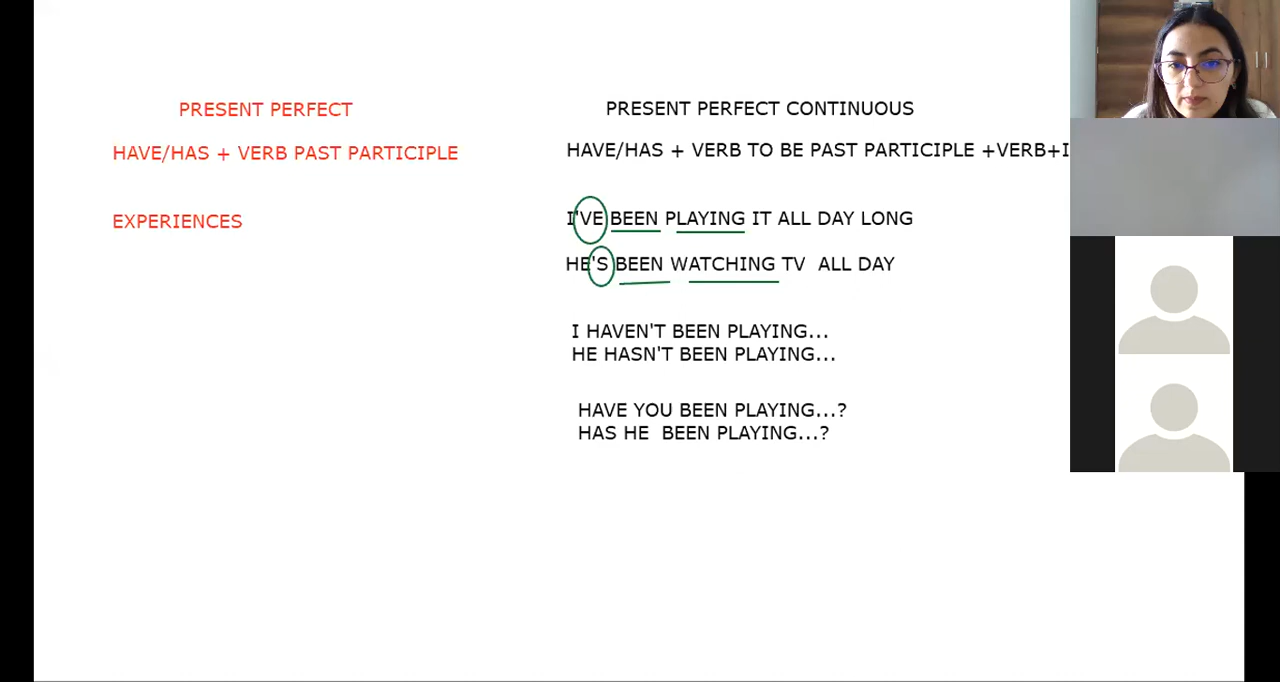 PRESENT PERFECT
HAVE/HAS + VERB PAST PARTICIPLE
EXPERIENCES
PRESENT PERFECT CONTINUOUS
HAVE/HAS + VERB TO BE PAST PARTICIPLE +VERB+I
I'VE BEEN PLAYING IT ALL DAY LONG
HE'S BEEN WATCHING TV ALL DAY
I HAVEN'T BEEN PLAYING...
HE HASN'T BEEN PLAYING...
HAVE YOU BEEN PLAYING...?
HAS HE BEEN PLAYING...?